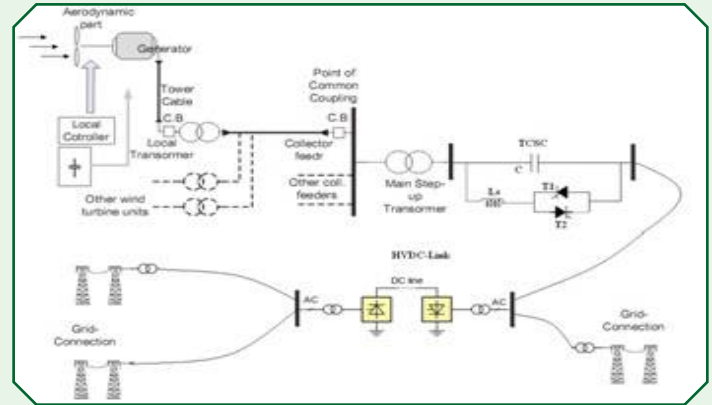 Aerodynamic
part
Generator
Tower
Cable
C.B
Local
Cotroller
Local
Transormer
Point of
Common
Coupling
C.B
Collector
feedr
Other wind
turbine units
Other coll.
feeders
Main Step-
up
Transormer
TCSC
C
Ls
T1
T2
HVDC-Link
DC line
AC
AC
Grid-
Connection
Grid-
Connection